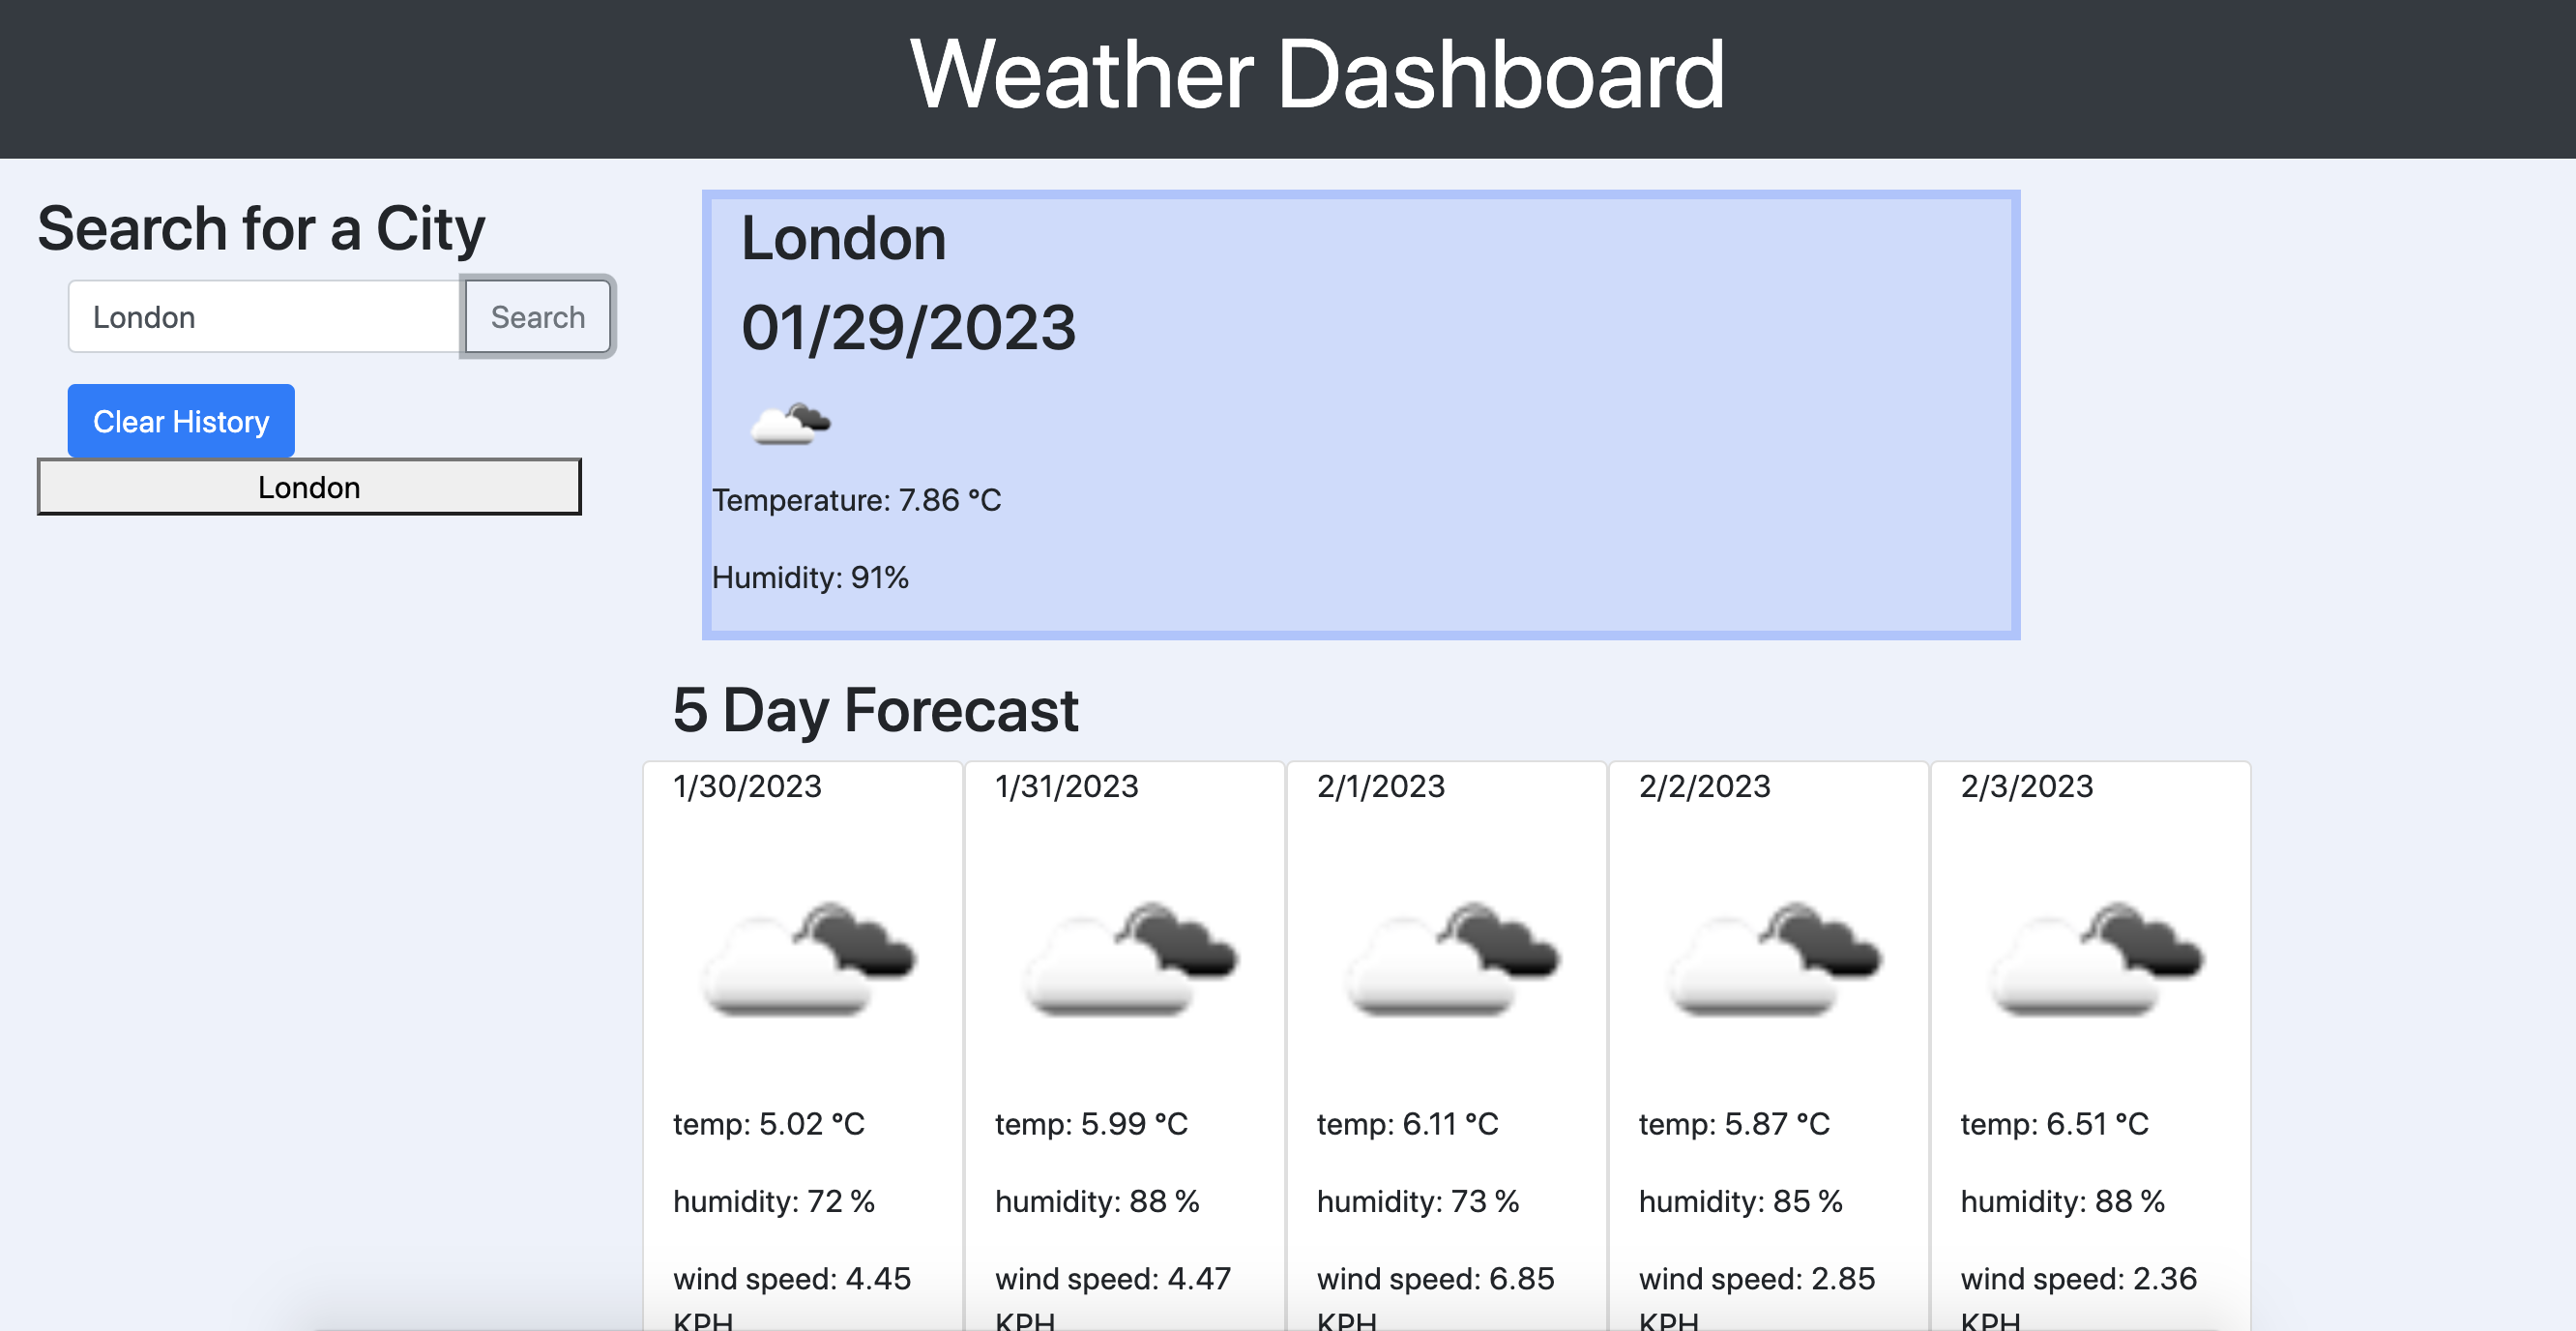 Weather Dashboard
Search for a City
London
Search
Clear History
London
London
01/29/2023
Temperature: 7.86 °C
Humidity: 91%
5 Day Forecast
1/30/2023
temp: 5.02 °C
humidity: 72 %
wind speed: 4.45
KPH
1/31/2023
temp: 5.99 °C
humidity: 88 %
wind speed: 4.47
KPH
2/1/2023
temp: 6.11 °C
humidity: 73 %
wind speed: 6.85
KPH
2/2/2023
temp: 5.87 °C
humidity: 85 %
wind speed: 2.85
KPH
2/3/2023
temp: 6.51 °C
humidity: 88 %
wind speed: 2.36
KPH